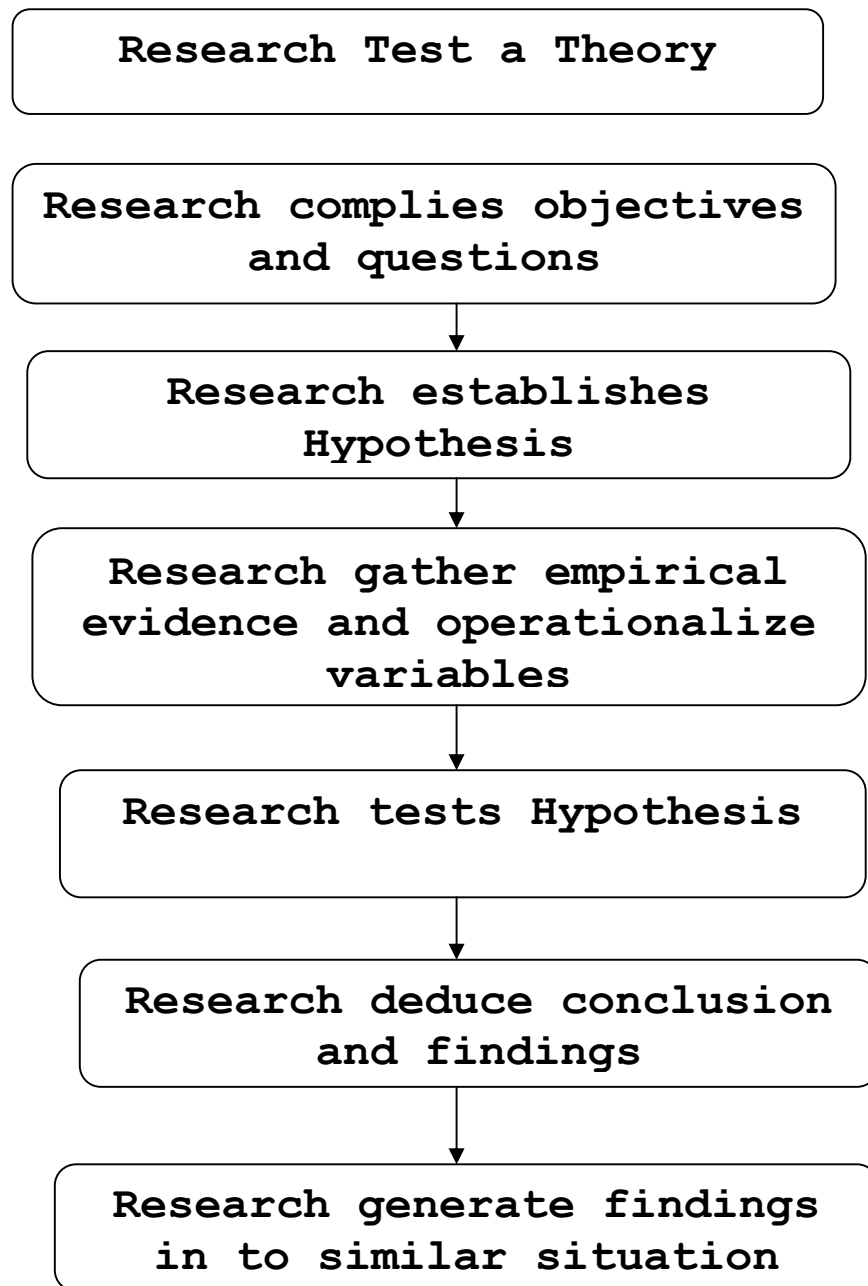 Research Test a Theory
Research complies objectives
and questions
Research establishes
Hypothesis
Research gather empirical
evidence and operationalize
variables
Research tests Hypothesis
Research deduce conclusion
and findings
Research generate findings
in to similar situation